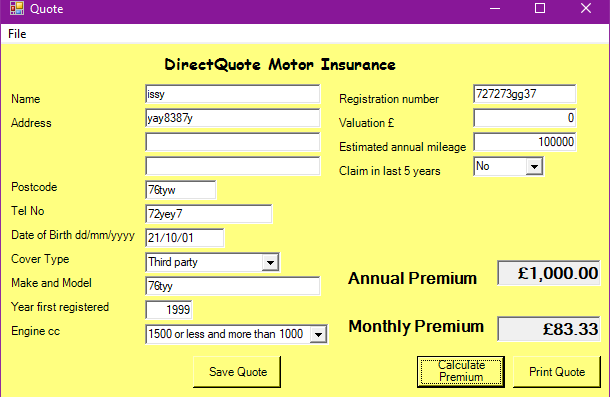 Quote
File
DirectQuote Motor Insurance
Name issy
Address yay8387y
Postcode 76tyw
Tel No 72yey7
Date of Birth dd/mm/yyyy 21/10/01
Cover Type Third party
Make and Model 76tyy
Year first registered 1999
Engine cc 1500 or less and more than 1000
Registration number 727273gg37
Valuation £ 0
Estimated annual mileage 100000
Claim in last 5 years No
Annual Premium £1,000.00
Monthly Premium £83.33
Save Quote
Calculate
Premium
Print Quote